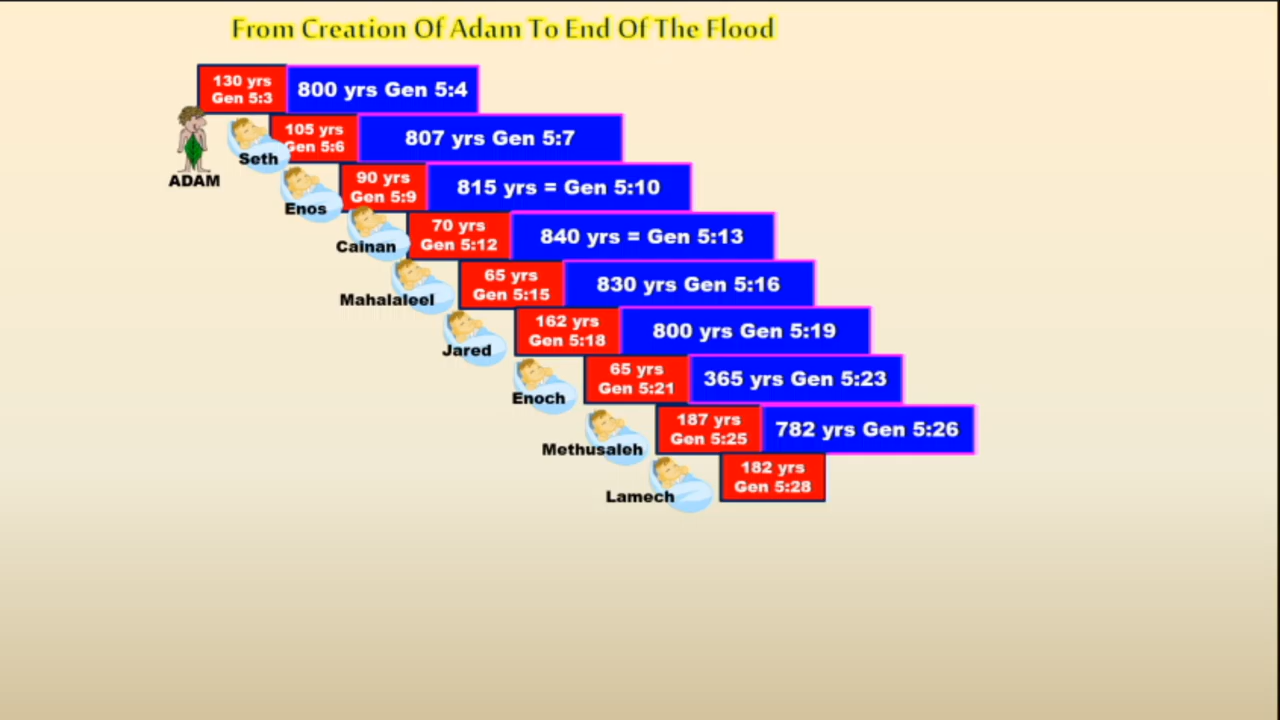 From Creation Of Adam To End Of The Flood
130 yrs
Gen 5:3
800 yrs Gen 5:4
ADAM
105 yrs
Gen 5:6
807 yrs Gen 5:7
Seth
90 yrs
Gen 5:9
815 yrs = Gen 5:10
Enos
70 yrs
Gen 5:12
840 yrs = Gen 5:13
Cainan
65 yrs
Gen 5:15
830 yrs Gen 5:16
Mahalaleel
162 yrs
Gen 5:18
800 yrs Gen 5:19
Jared
65 yrs
Gen 5:21
365 yrs Gen 5:23
Enoch
187 yrs
Gen 5:25
782 yrs Gen 5:26
Methusaleh
182 yrs
Gen 5:28
Lamech